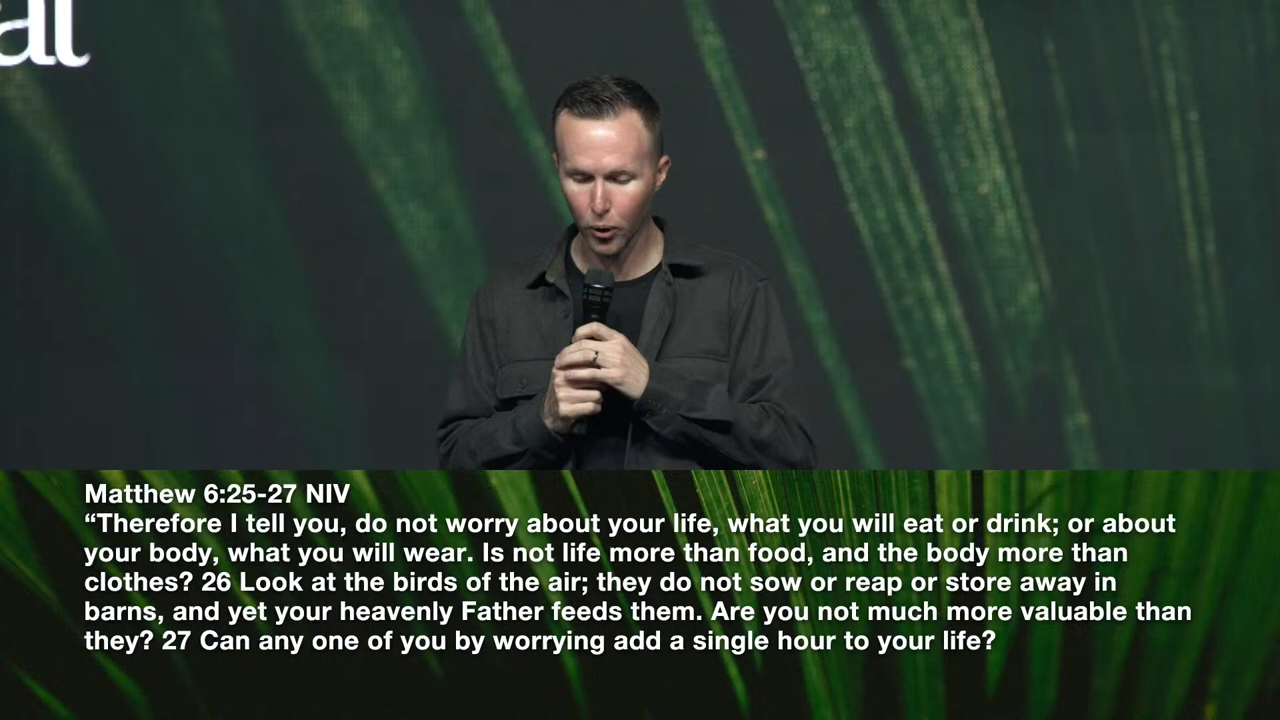 at
Matthew 6:25-27 NIV
“Therefore I tell you, do not worry about your life, what you will eat or drink; or about
your body, what you will wear. Is not life more than food, and the body more than
clothes? 26 Look at the birds of the air; they do not sow or reap or store away in
barns, and yet your heavenly Father feeds them. Are you not much more valuable than
they? 27 Can any one of you by worrying add a single hour to your life?